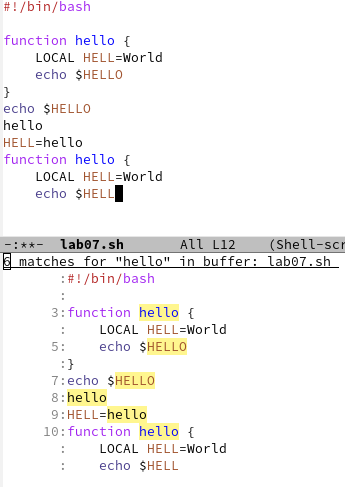 #!/bin/bash
function hello {
    LOCAL HELL=World
    echo $HELLO
}
echo $HELLO
hello
HELL=hello
function hello {
    LOCAL HELL=World
    echo $HELL
-:**-  lab07.sh       All L12    (Shell-scr
6 matches for "hello" in buffer: lab07.sh
       :#!/bin/bash
       :
      3:function hello {
       :    LOCAL HELL=World
      5:    echo $HELLO
       :}
      7:echo $HELLO
      8:hello
      9:HELL=hello
     10:function hello {
       :    LOCAL HELL=World
       :    echo $HELL